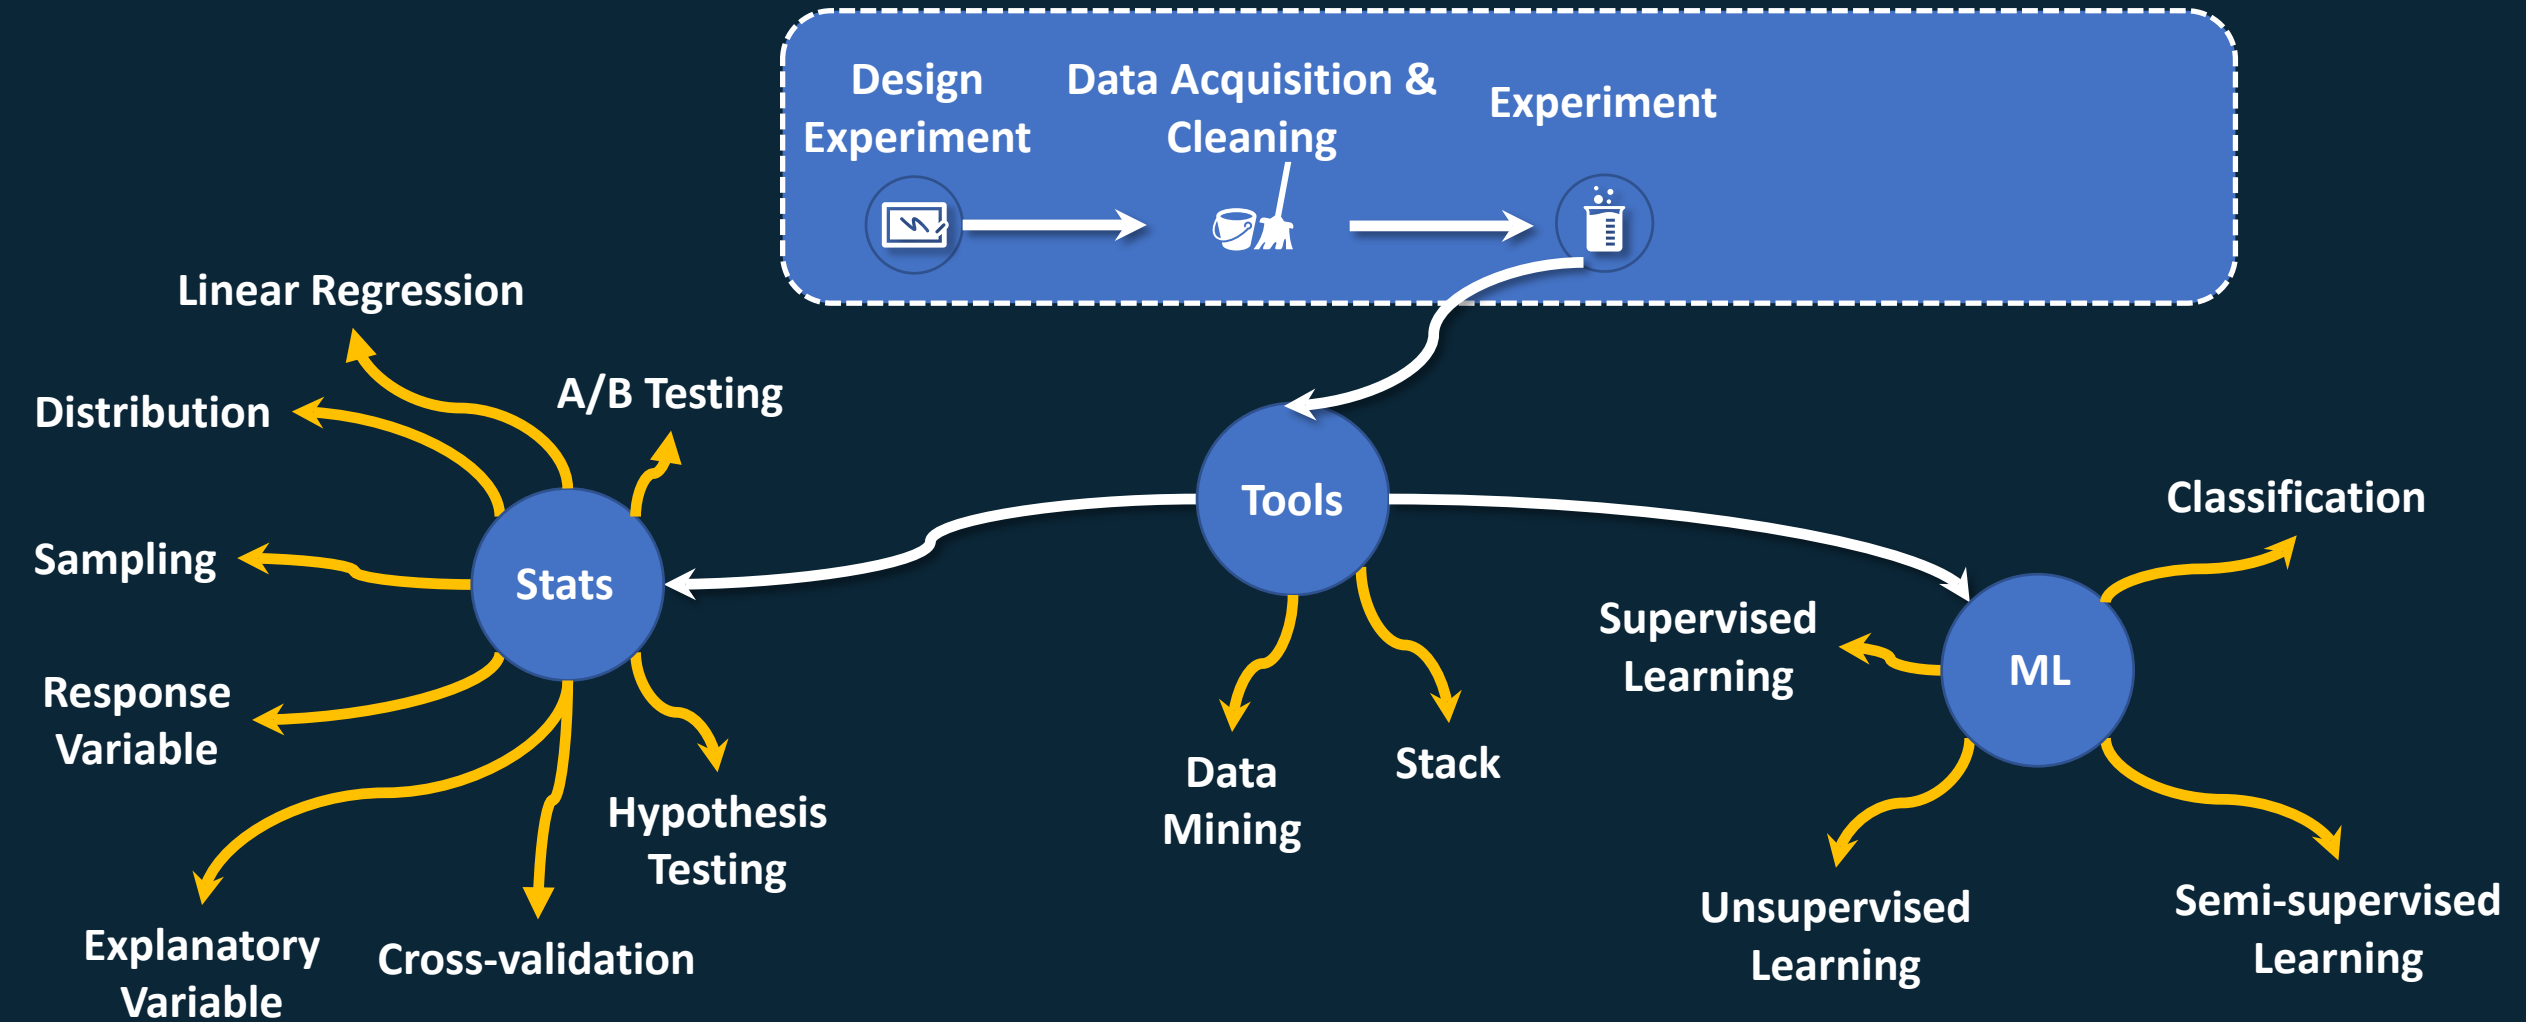 Design
Experiment
Data Acquisition &
Cleaning
Experiment
Linear Regression
A/B Testing
Distribution
Sampling
Stats
Tools
Classification
Supervised
Learning
ML
Response
Variable
Hypothesis
Testing
Data
Mining
Stack
Explanatory
Variable
Cross-validation
Unsupervised
Learning
Semi-supervised
Learning